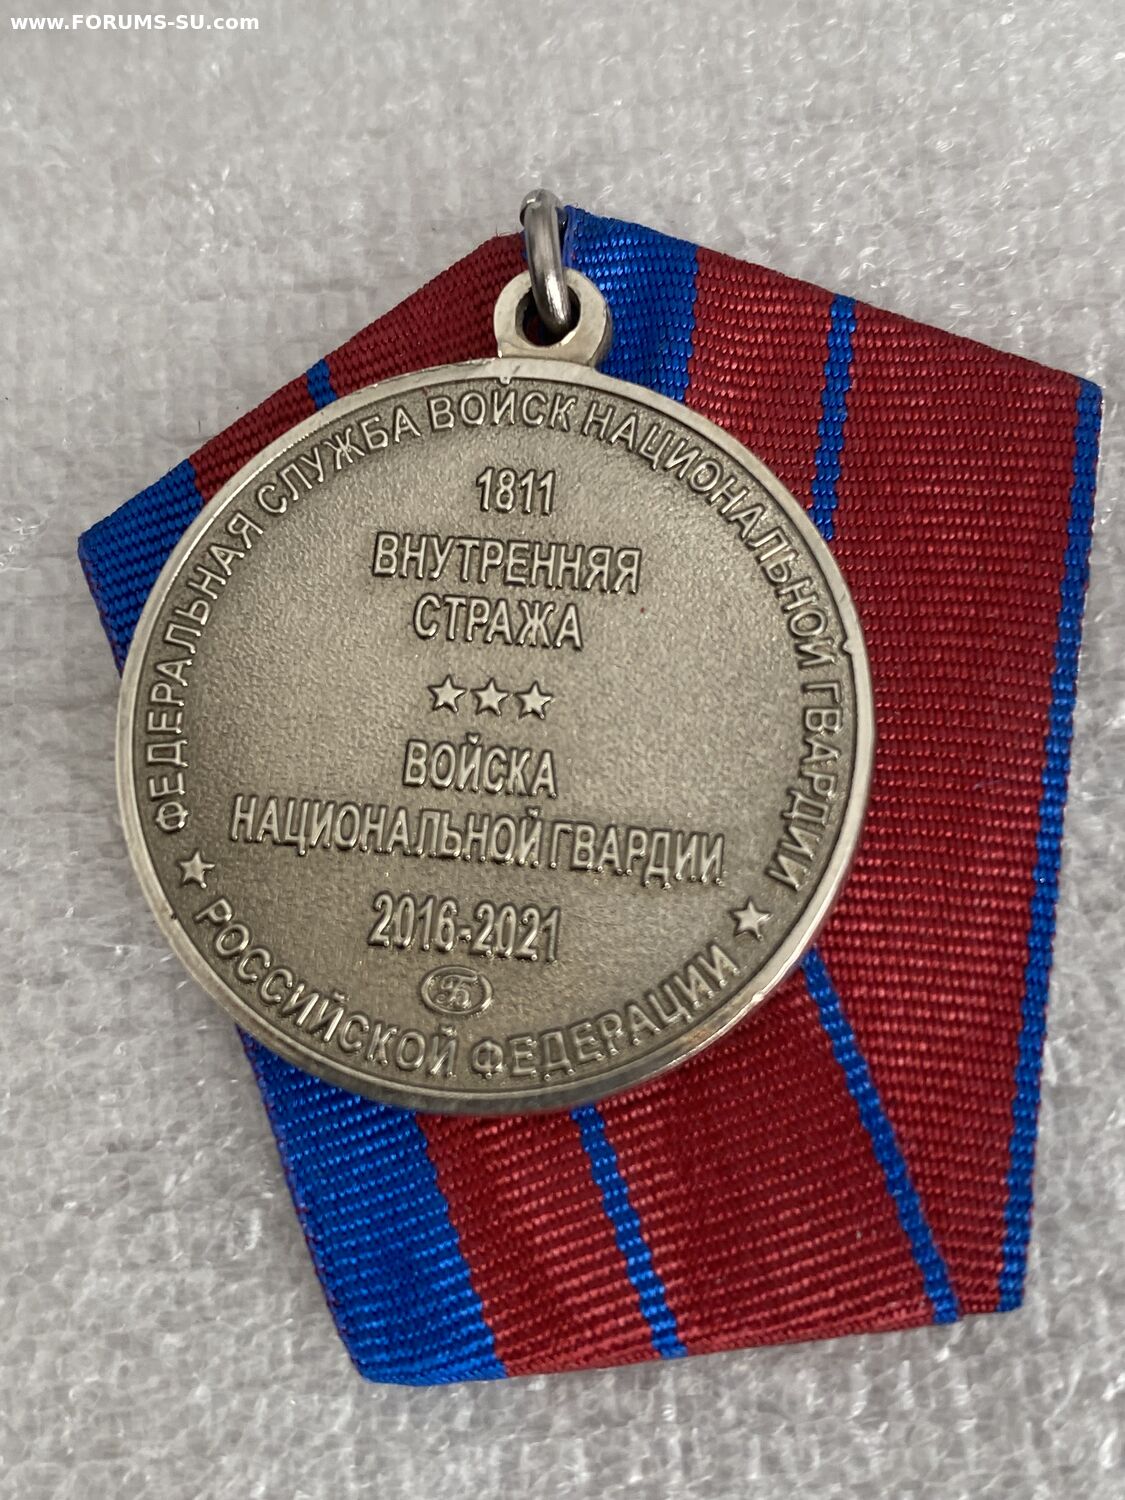 www.FORUMS-SU.com
ФЕДЕРАЛЬНАЯ СЛУЖБА ВОЙСК НАЦИОНАЛЬНОЙ ГВАРДИИ
1811
ВНУТРЕННЯЯ
СТРАЖА
ВОЙСКА
НАЦИОНАЛЬНОЙ ГВАРДИИ
2016-2021
РОССИЙСКОЙ ФЕДЕРАЦИИ